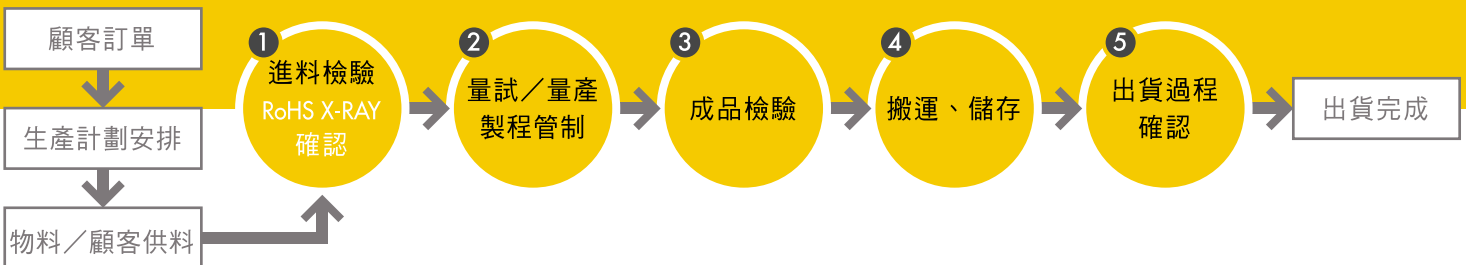 顧客訂單
生產計劃安排
物料／顧客供料
1
進料檢驗
RoHS X-RAY
確認
2
量試／量產
製程管制
3
成品檢驗
4
搬運、儲存
5
出貨過程
確認
出貨完成